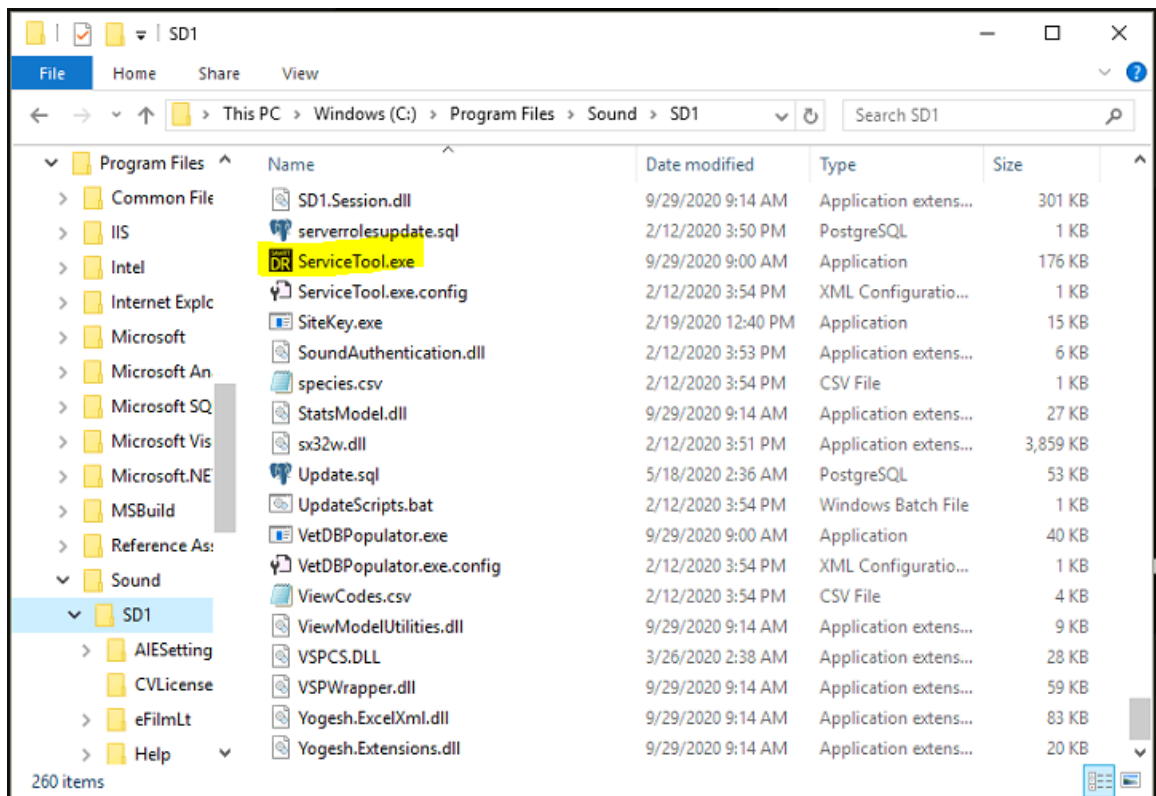 SD1
File Home Share View
This PC > Windows (C:) > Program Files > Sound > SD1
Search SD1
Program Files
Common File
IIS
Intel
Internet Explc
Microsoft
Microsoft An
Microsoft SQ
Microsoft Vis
Microsoft.NE
MSBuild
Reference As
Sound
SD1
AIESetting
CVLicense
eFilmLt
Help
Name Date modified Type Size
SD1.Session.dll 9/29/2020 9:14 AM Application extens... 301 KB
serverrolesupdate.sql 2/12/2020 3:50 PM PostgreSQL 1 KB
SMART DR ServiceTool.exe 9/29/2020 9:00 AM Application 176 KB
ServiceTool.exe.config 2/12/2020 3:54 PM XML Configuratio... 1 KB
SiteKey.exe 2/19/2020 12:40 PM Application 15 KB
SoundAuthentication.dll 2/12/2020 3:53 PM Application extens... 6 KB
species.csv 2/12/2020 3:54 PM CSV File 1 KB
StatsModel.dll 9/29/2020 9:14 AM Application extens... 27 KB
sx32w.dll 2/12/2020 3:51 PM Application extens... 3,859 KB
Update.sql 5/18/2020 2:36 AM PostgreSQL 53 KB
UpdateScripts.bat 2/12/2020 3:54 PM Windows Batch File 1 KB
VetDBPopulator.exe 9/29/2020 9:00 AM Application 40 KB
VetDBPopulator.exe.config 2/12/2020 3:54 PM XML Configuratio... 1 KB
ViewCodes.csv 2/12/2020 3:54 PM CSV File 4 KB
ViewModelUtilities.dll 9/29/2020 9:14 AM Application extens... 9 KB
VSPCS.DLL 3/26/2020 2:38 AM Application extens... 28 KB
VSPWrapper.dll 9/29/2020 9:14 AM Application extens... 59 KB
Yogesh.ExcelXml.dll 9/29/2020 9:14 AM Application extens... 83 KB
Yogesh.Extensions.dll 9/29/2020 9:14 AM Application extens... 20 KB
260 items